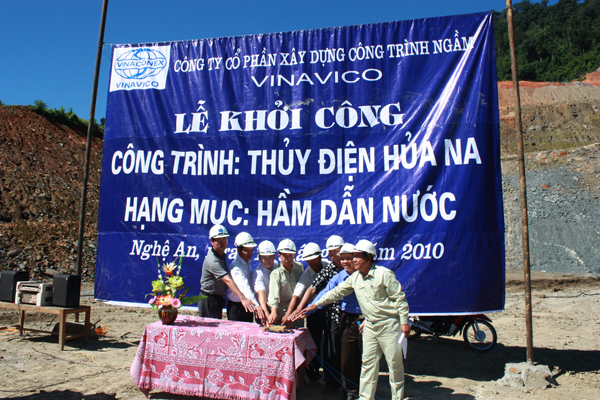 VINACONEX
VINAVICO
CÔNG TY CỔ PHẦN XÂY DỰNG CÔNG TRÌNH NGẦM
VINAVICO
LỄ KHỞI CÔNG
CÔNG TRÌNH: THỦY ĐIỆN HỦA NA
HẠNG MỤC: HẦM DẪN NƯỚC
Nghệ An, 2010